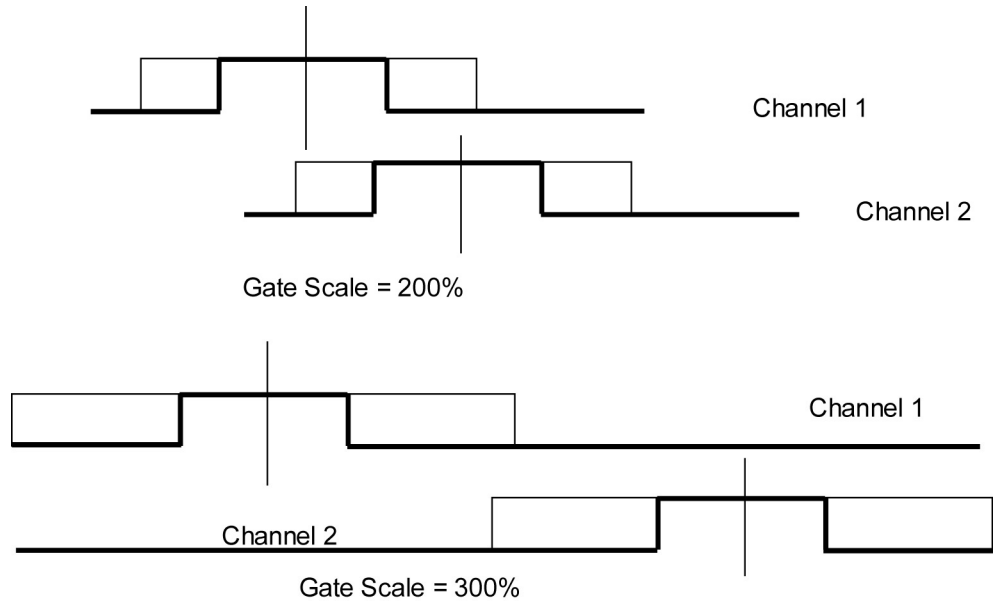 Channel 1
Channel 2
Gate Scale = 200%
Channel 1
Channel 2
Gate Scale = 300%